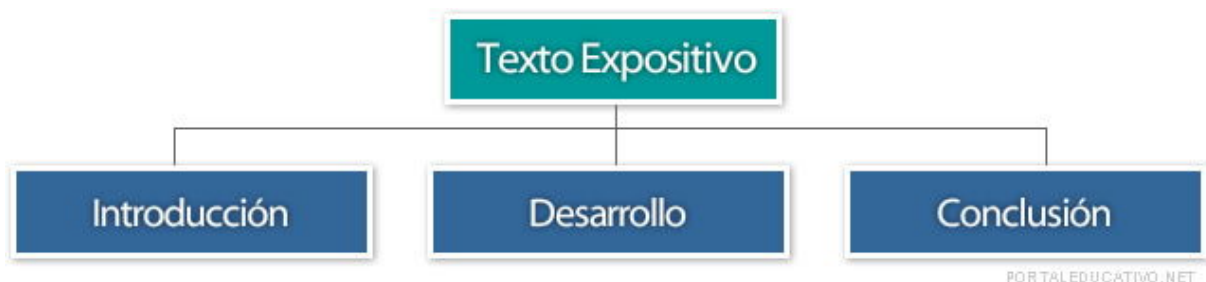 Texto Expositivo
Introducción
Desarrollo
Conclusión
PORTALEDUCATIVO.NET